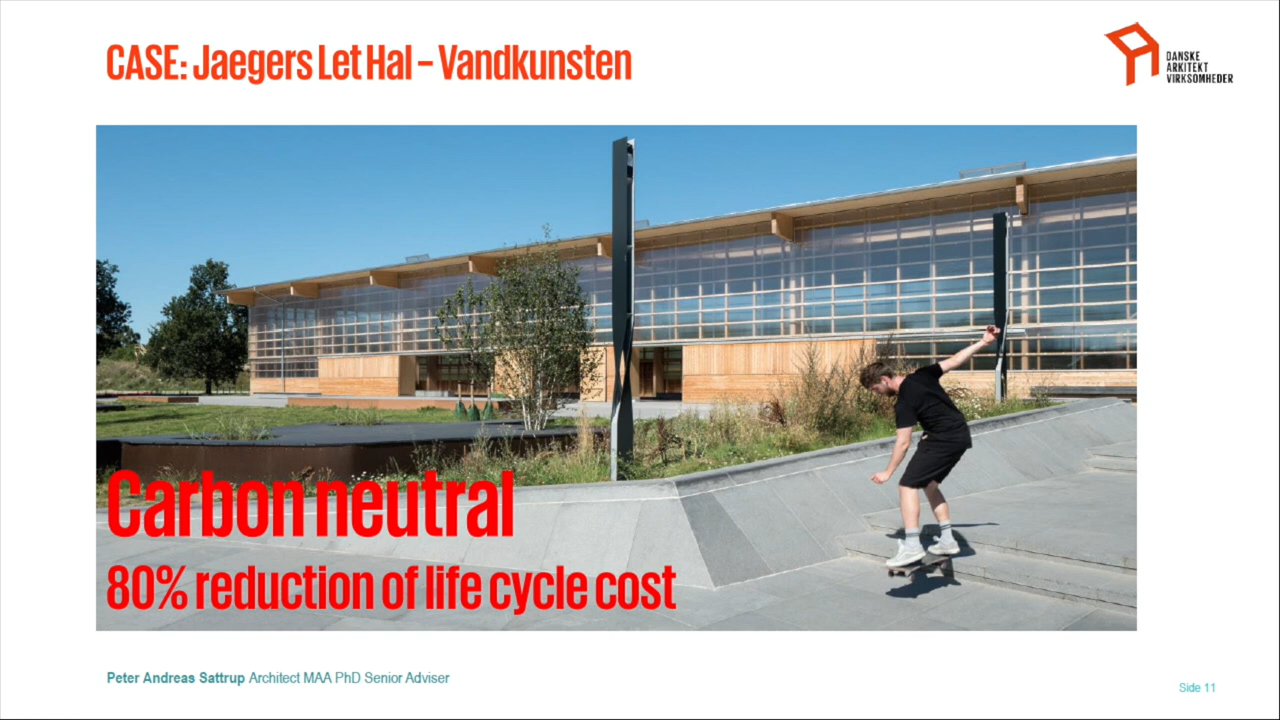 CASE: Jaegers Let Hal – Vandkunsten
DANSKE
ARKITEKT
VIRKSOMHEDER
Carbon neutral
80% reduction of life cycle cost
Peter Andreas Sattrup Architect MAA PhD Senior Adviser
Side 11